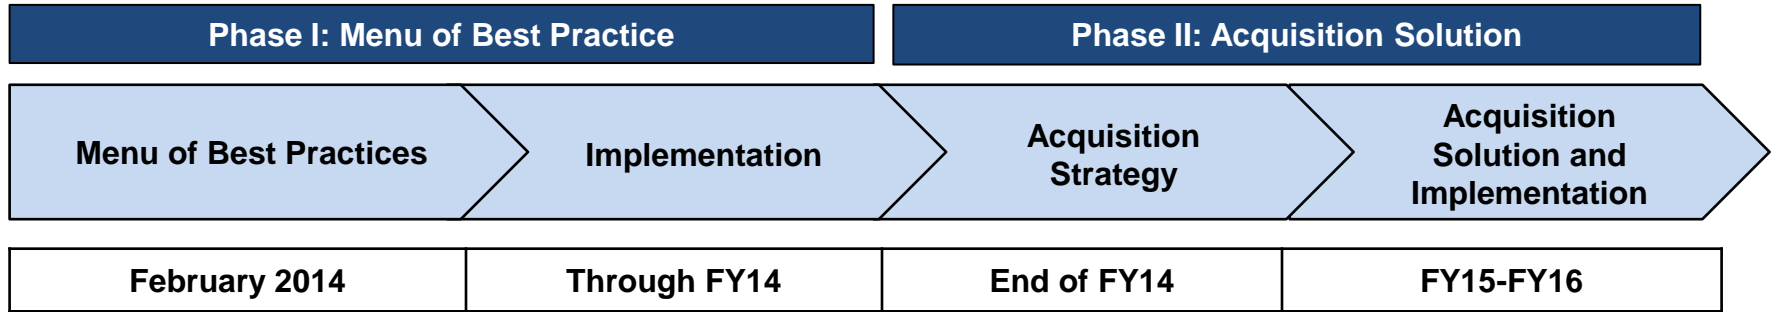 Phase I: Menu of Best Practice
Phase II: Acquisition Solution
Menu of Best Practices
Implementation
Acquisition
Strategy
Acquisition
Solution and
Implementation
February 2014
Through FY14
End of FY14
FY15-FY16